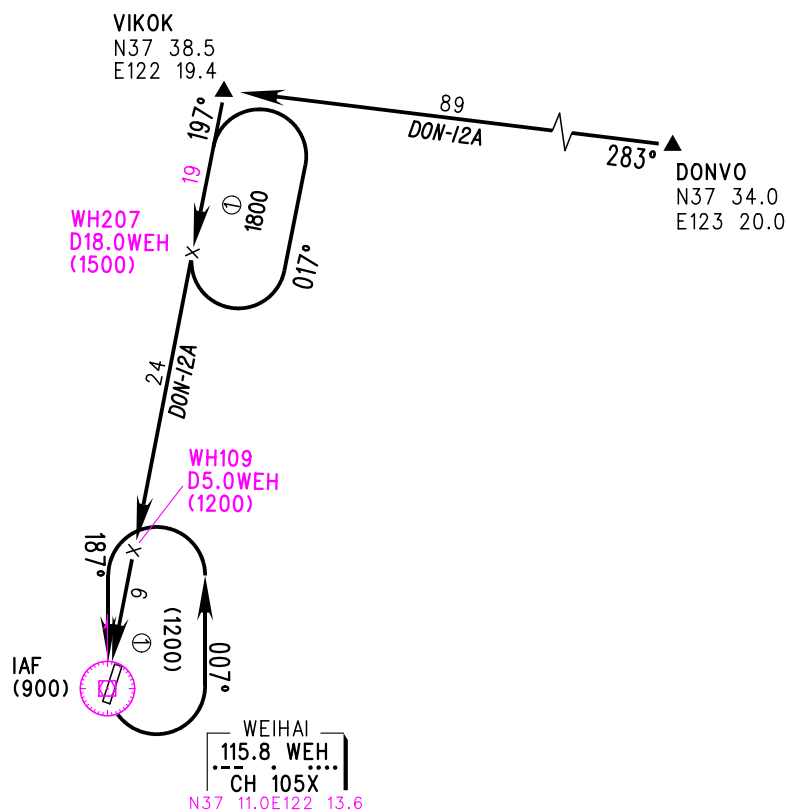 VIKOK
N37 38.5
E122 19.4
89
DON-12A
283°
DONVO
N37 34.0
E123 20.0
197°
19
①
1800
017°
WH207
D18.0WEH
(1500)
24
DON-12A
WH109
D5.0WEH
(1200)
187°
6
①
(1200)
007°
IAF
(900)
WEIHAI
115.8 WEH
CH 105X
N37 11.0E122 13.6